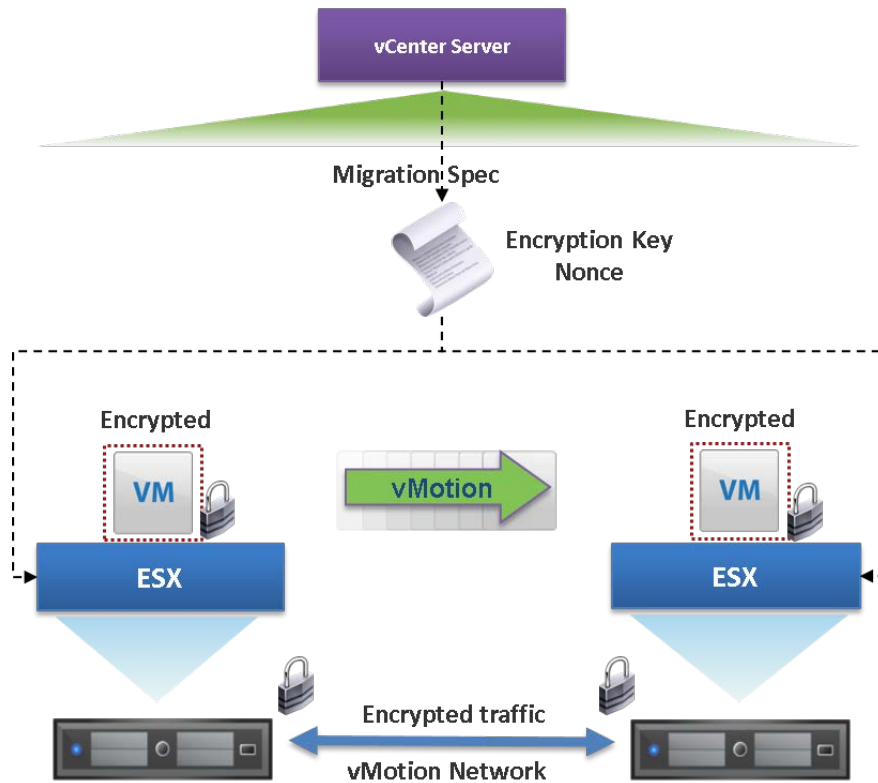 vCenter Server
Migration Spec
Encryption Key
Nonce
Encrypted
Encrypted
VM
VM
vMotion
ESX
ESX
Encrypted traffic
vMotion Network